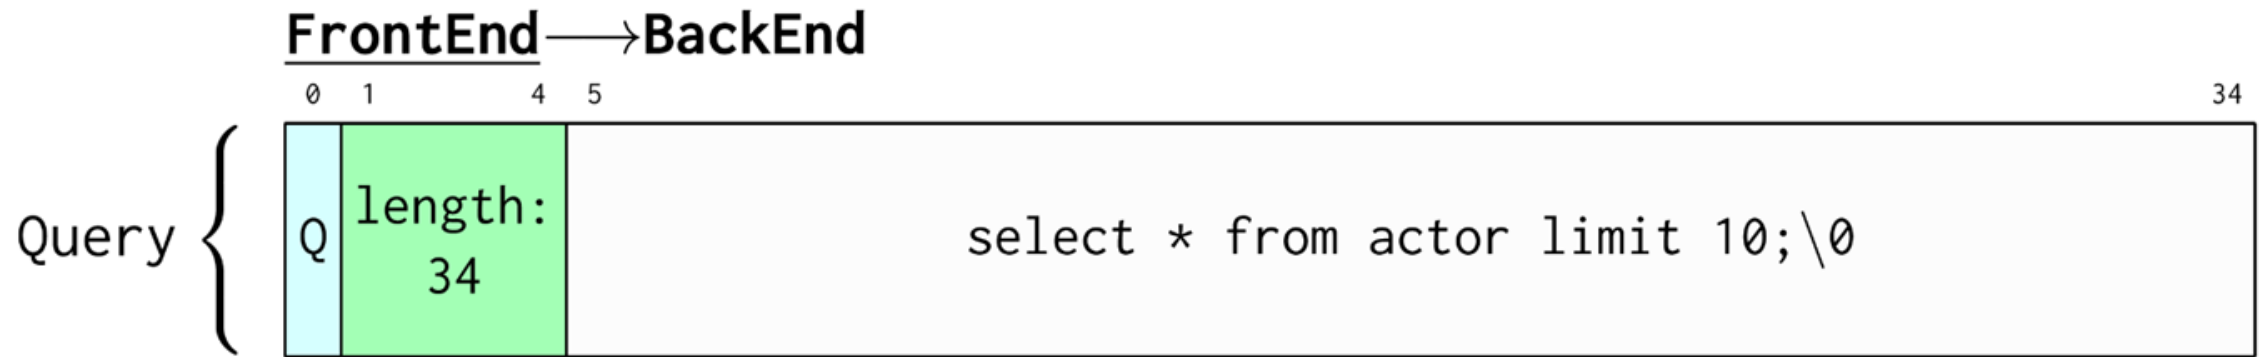 FrontEnd⟶BackEnd
0 1 4 5 34
Query Q length: 34 select * from actor limit 10;\0